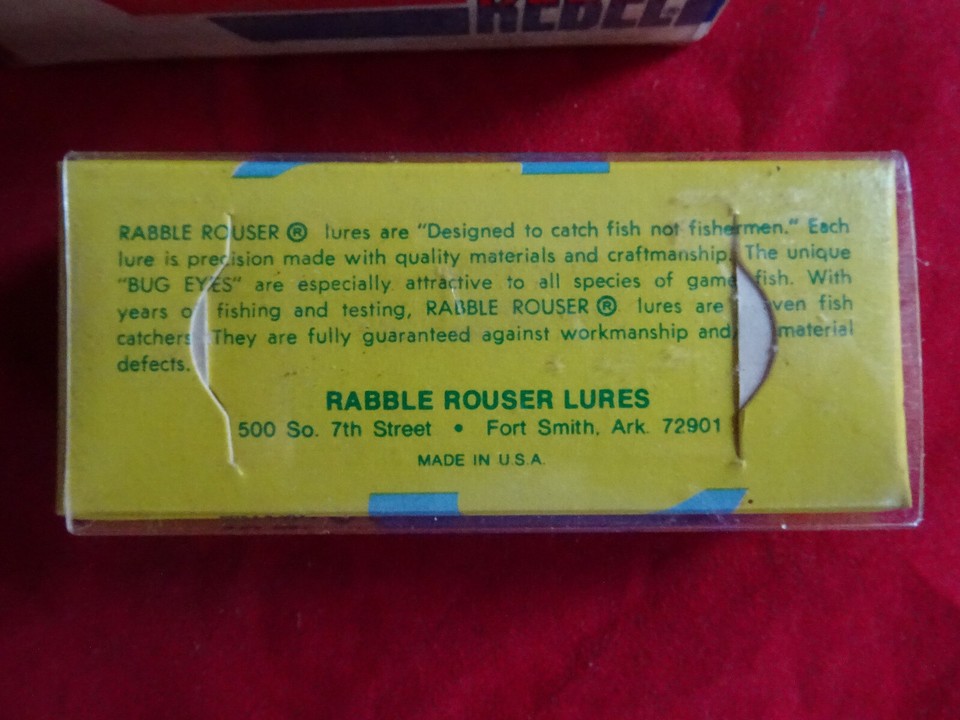 REBEL
RABBLE ROUSER ® lures are "Designed to catch fish not fishermen." Each
lure is precision made with quality materials and craftmanship. The unique
"BUG EYES" are especially attractive to all species of game fish. With
years o fishing and testing, RABBLE ROUSER ® lures are ven fish
catchers They are fully guaranteed against workmanship and material
defects.
RABBLE ROUSER LURES
500 So. 7th Street • Fort Smith, Ark. 72901
MADE IN U.S.A.